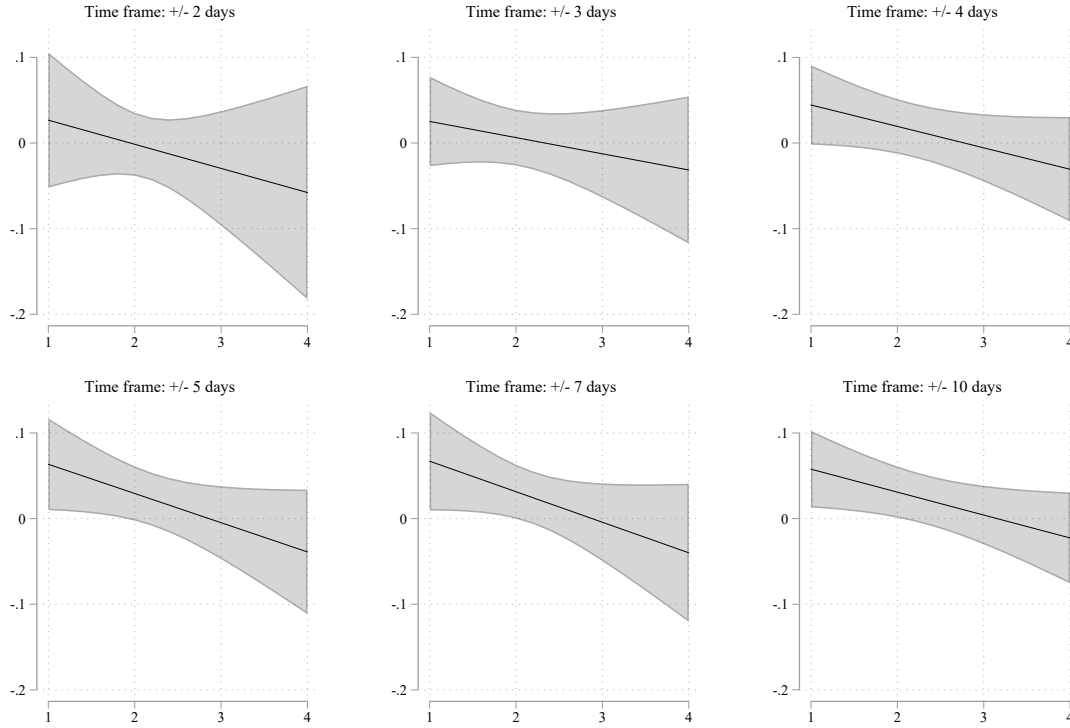 Time frame: +/- 2 days
Time frame: +/- 3 days
Time frame: +/- 4 days
.1
0
-.1
-.2
1 2 3 4
.1
0
-.1
-.2
1 2 3 4
.1
0
-.1
-.2
1 2 3 4
Time frame: +/- 5 days
Time frame: +/- 7 days
Time frame: +/- 10 days
.1
0
-.1
-.2
1 2 3 4
.1
0
-.1
-.2
1 2 3 4
.1
0
-.1
-.2
1 2 3 4